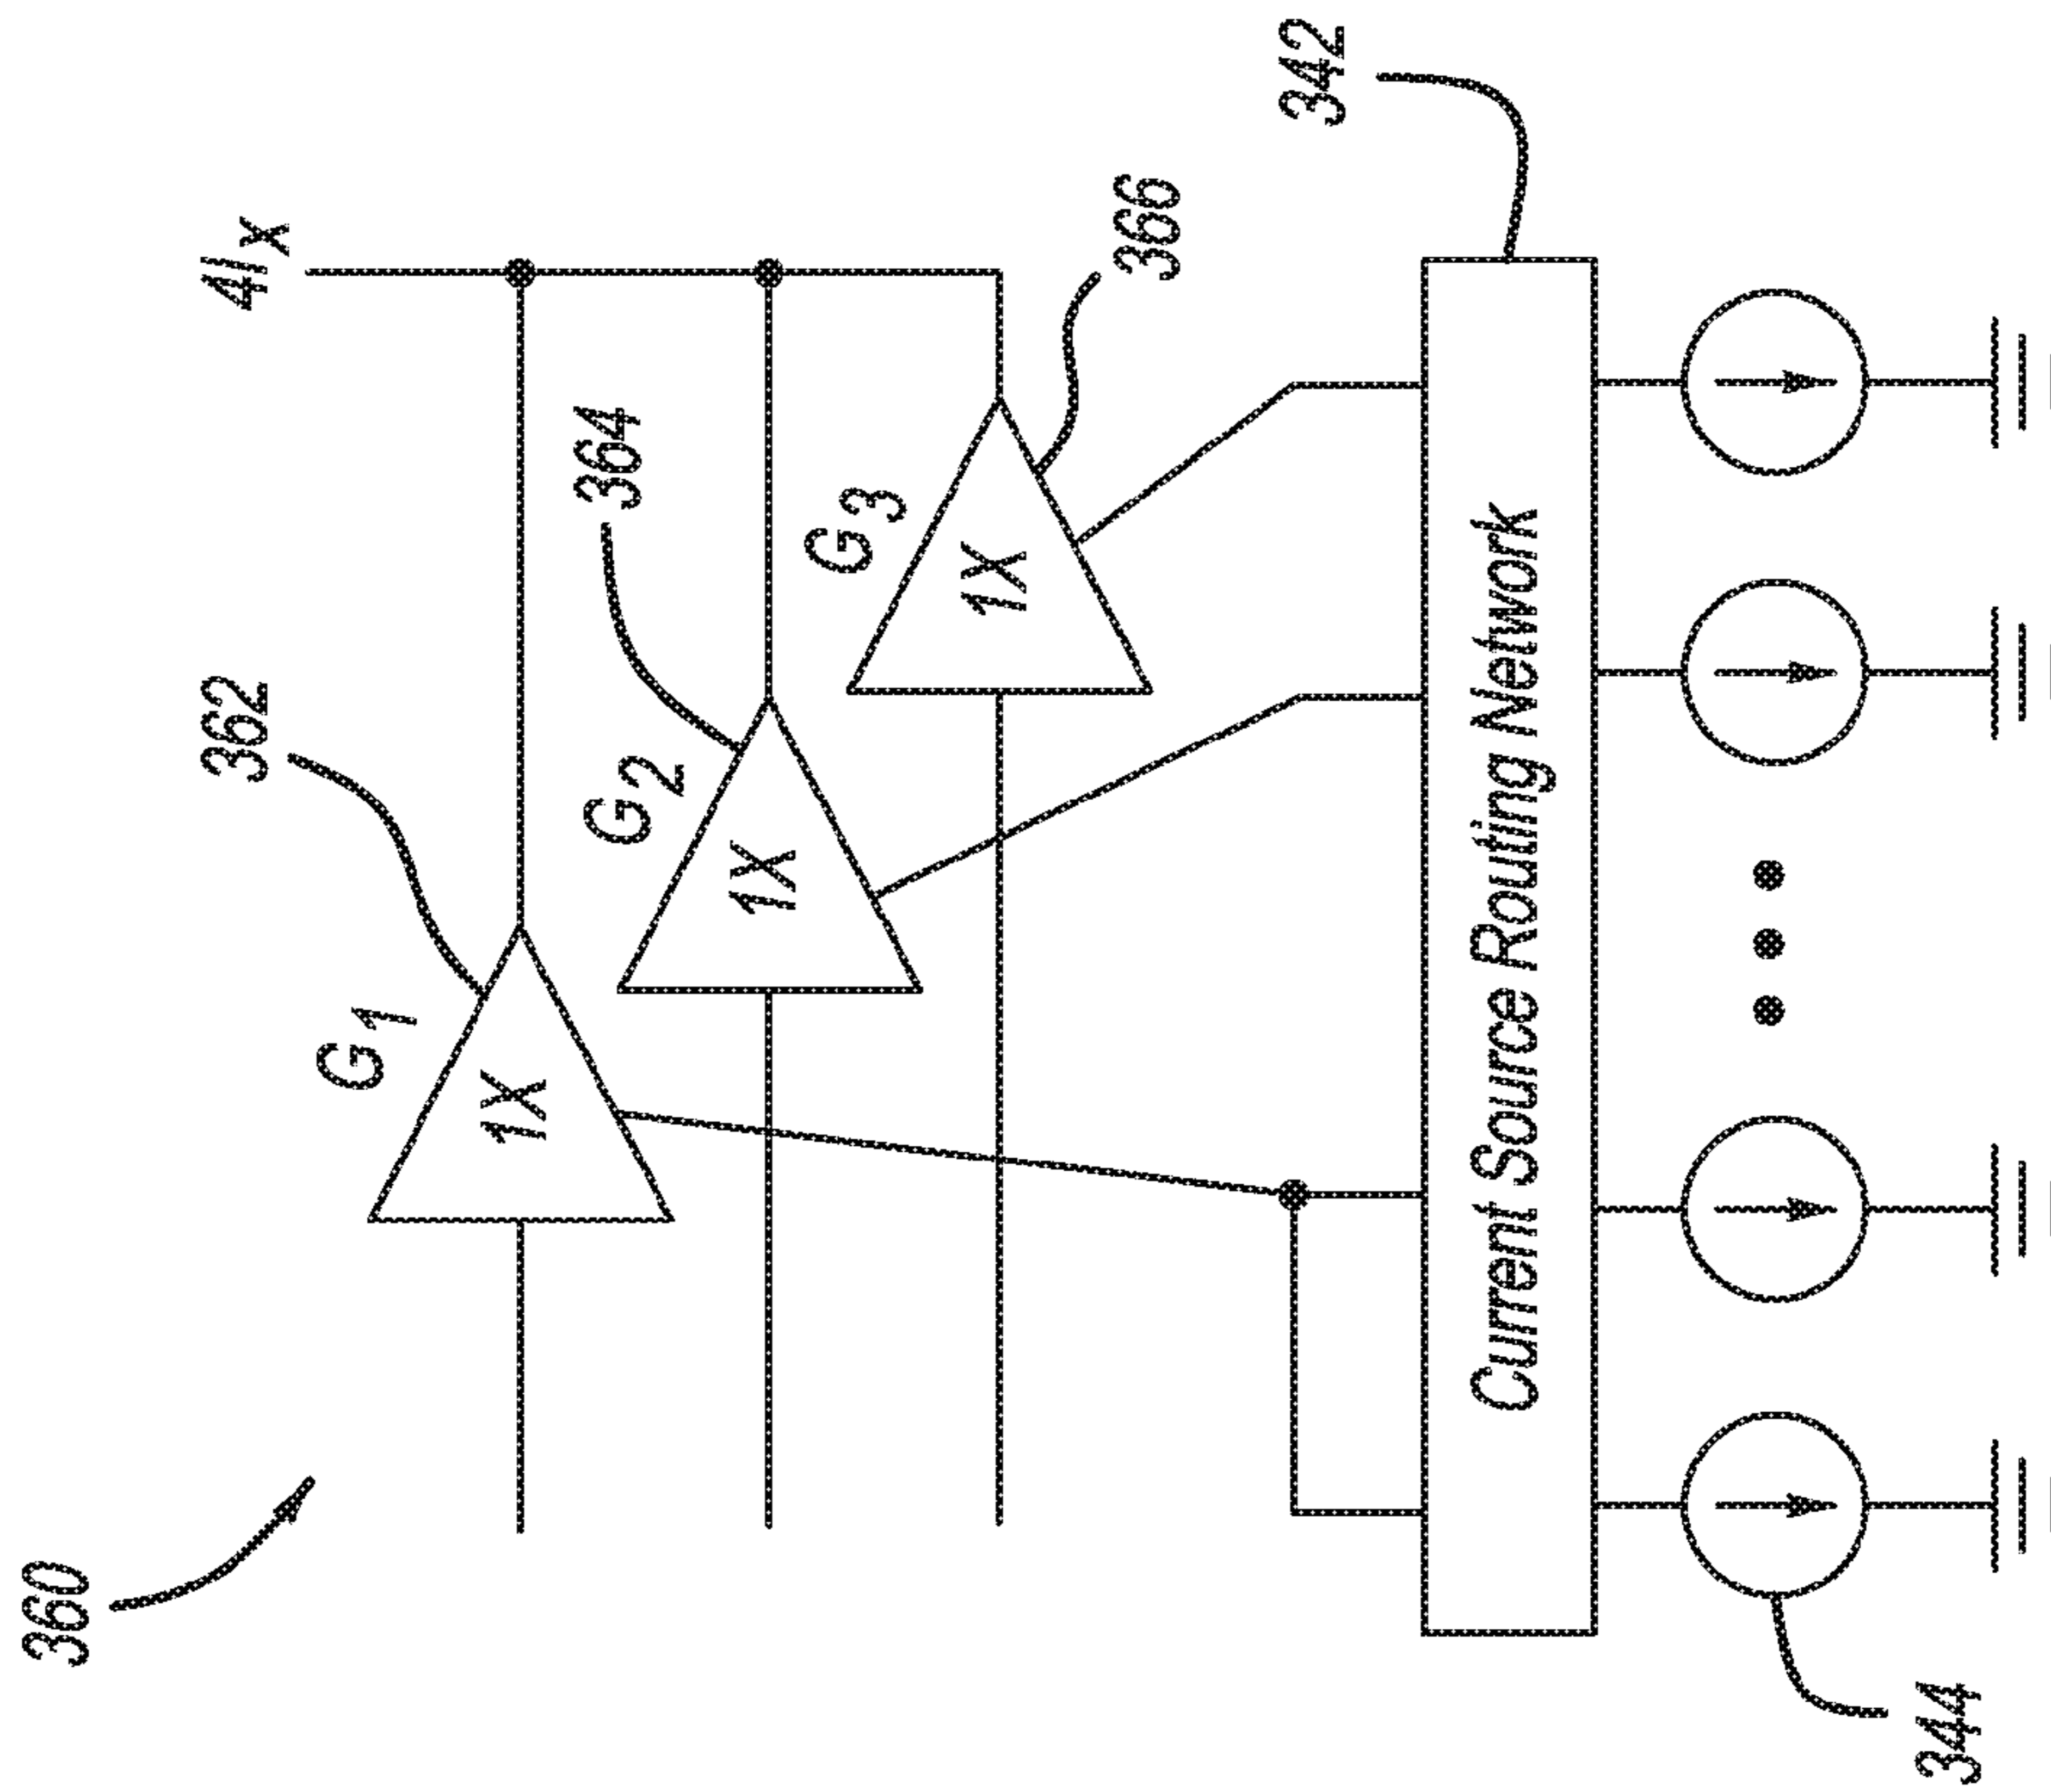 360
362
364
366
342
344
4Ix
G1
G2
G3
1X
1X
1X
Current Source Routing Network